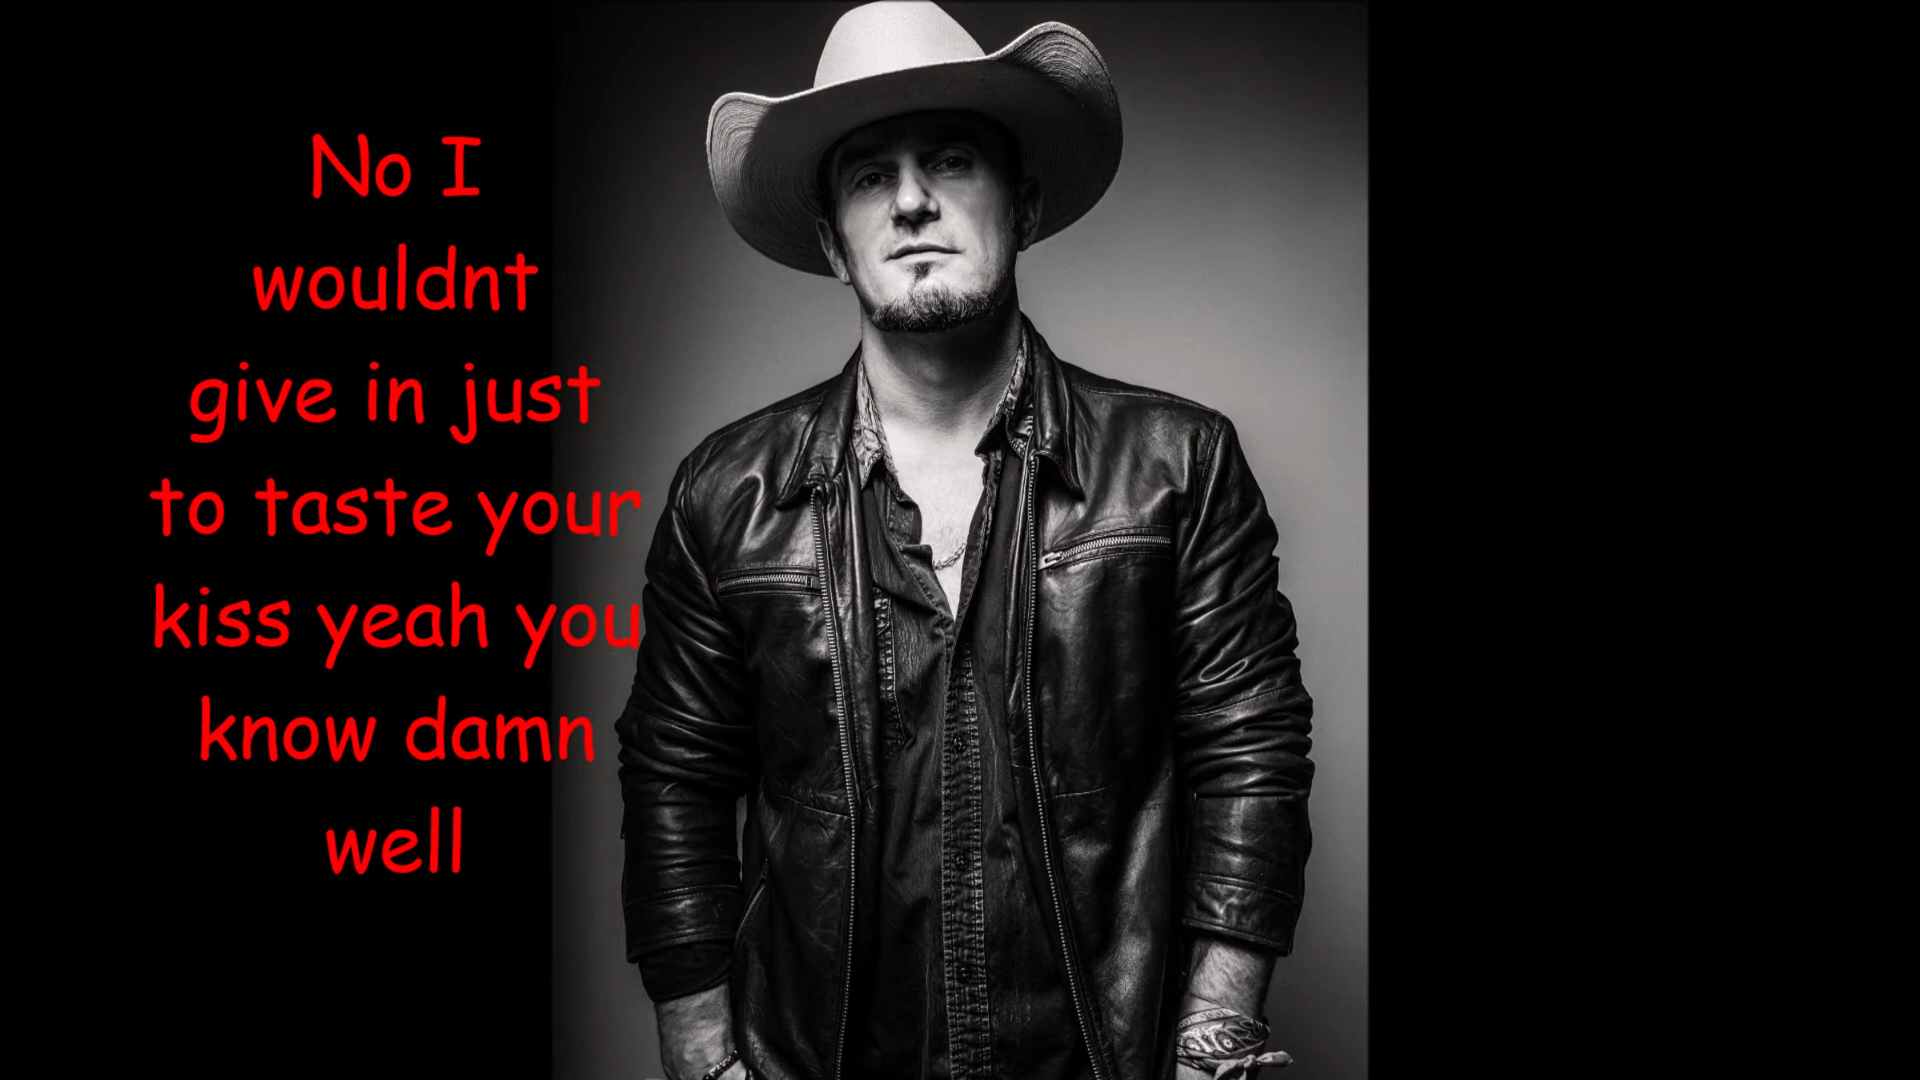 No I
wouldnt
give in just
to taste your
kiss yeah you
know damn
well